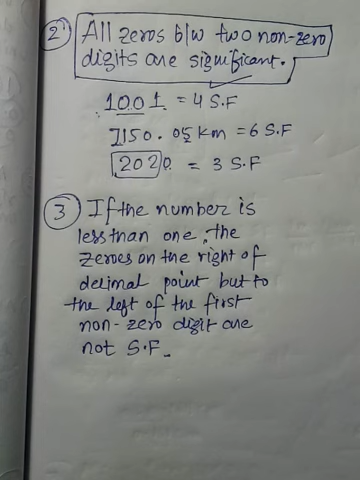 2 All zeros b/w two non-zero
digits are significant.
1001 = 4 S.F
7150.05 km = 6 S.F
2020 = 3 S.F
3 If the number is
less than one, the
zeroes on the right of
decimal point but to
the left of the first
non-zero digit are
not S.F.